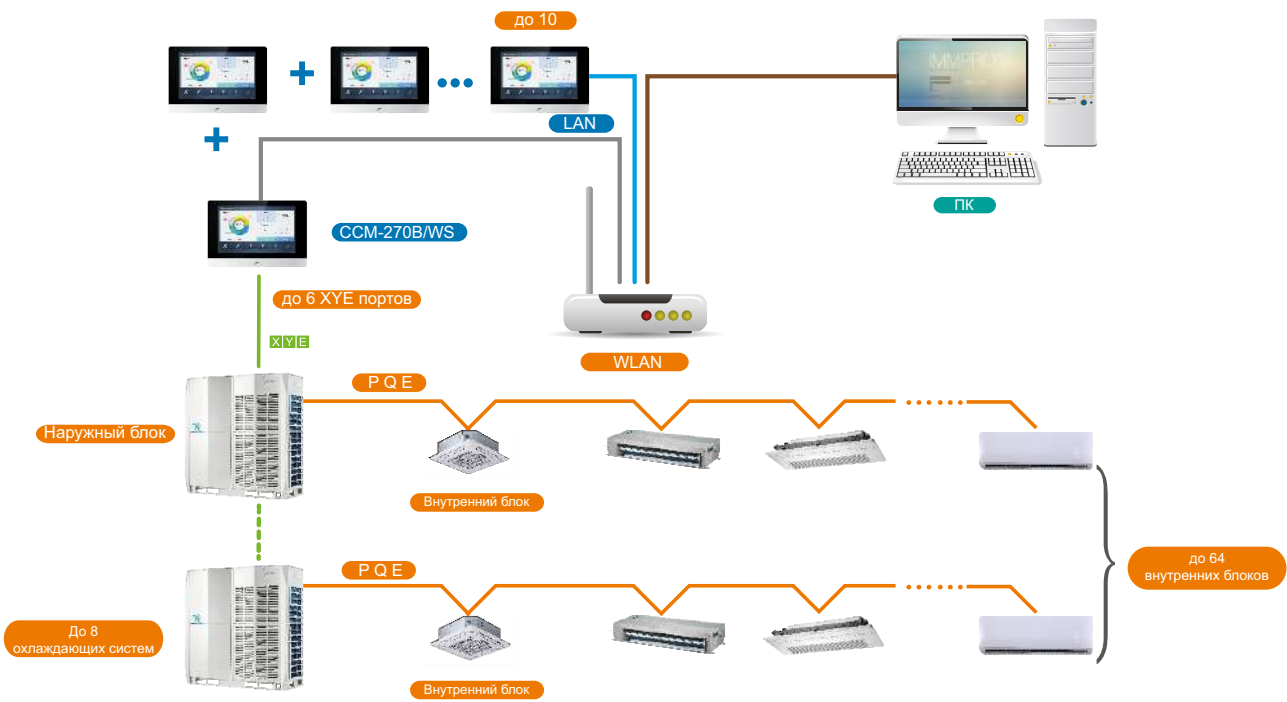 до 10
LAN
CCM-270B/WS
ПК
до 6 XYE портов
X Y E
WLAN
P Q E
Наружный блок
Внутренний блок
до 64
внутренних блоков
P Q E
До 8
охлаждающих систем
Внутренний блок